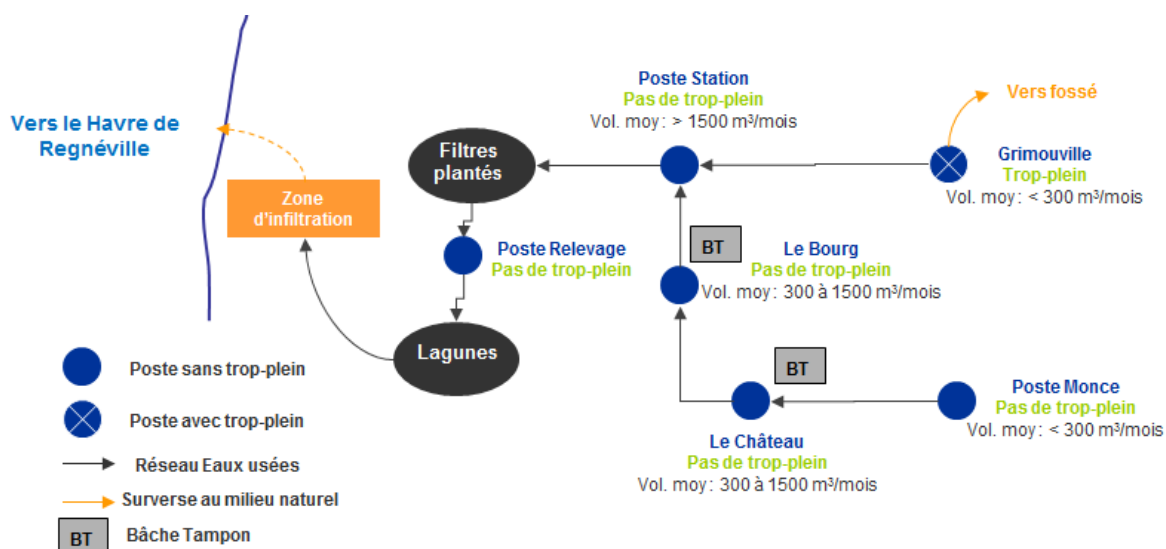 Poste Station
Pas de trop-plein
Vol. moy : > 1500 m³/mois
Vers fossé
Vers le Havre de
Regnéville
Filtres
plantés
Grimouville
Trop-plein
Vol. moy : < 300 m³/mois
Zone
d'infiltration
Poste Relevage
Pas de trop-plein
BT
Le Bourg
Pas de trop-plein
Vol. moy : 300 à 1500 m³/mois
Lagunes
BT
Poste Monce
Pas de trop-plein
Vol. moy : < 300 m³/mois
Le Château
Pas de trop-plein
Vol. moy : 300 à 1500 m³/mois
Poste sans trop-plein
Poste avec trop-plein
Réseau Eaux usées
Surverse au milieu naturel
BT
Bâche Tampon